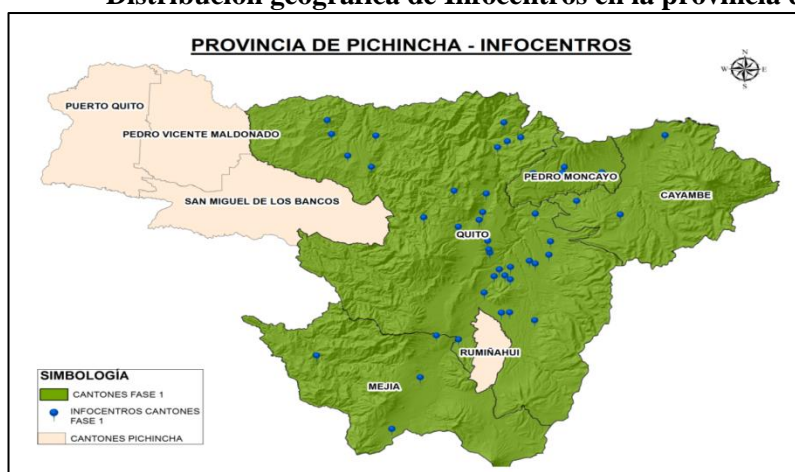 Distribución geográfica de Infocentros en la provincia
PROVINCIA DE PICHINCHA - INFOCENTROS
N
W E
S
PUERTO QUITO
PEDRO VICENTE MALDONADO
SAN MIGUEL DE LOS BANCOS
PEDRO MONCAYO
CAYAMBE
QUITO
RUMIÑAHUI
MEJIA
SIMBOLOGÍA
CANTONES FASE 1
INFOCENTROS CANTONES
FASE 1
CANTONES PICHINCHA